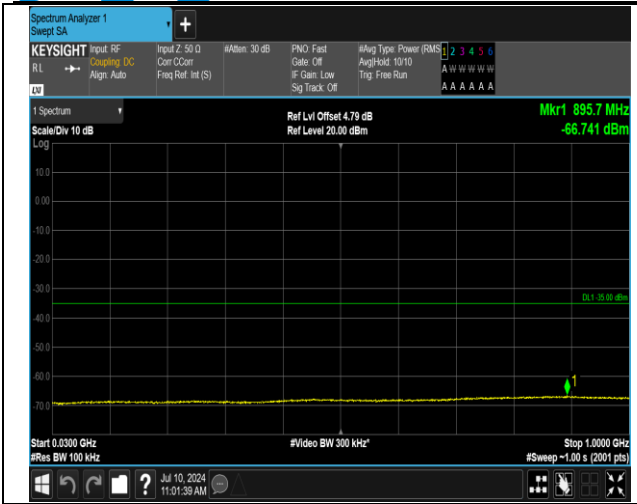 Spectrum Analyzer 1
Swept SA
+
KEYSIGHT
RL
LXI
Input: RF
Coupling: DC
Align: Auto
Input Z: 50 Ω
Corr CCorr
Freq Ref: Int (S)
#Atten: 30 dB
PNO: Fast
Gate: Off
IF Gain: Low
Sig Track: Off
#Avg Type: Power (RMS
Avg|Hold: 10/10
Trig: Free Run
1 2 3 4 5 6
A W W W W W
A A A A A A
1 Spectrum
Scale/Div 10 dB
Log
Ref Lvl Offset 4.79 dB
Ref Level 20.00 dBm
Mkr1 895.7 MHz
-66.741 dBm
10.0
0.00
-10.0
-20.0
-30.0
DL1 -35.00 dBm
-40.0
-50.0
-60.0
1
-70.0
Start 0.0300 GHz
#Res BW 100 kHz
#Video BW 300 kHz*
Stop 1.0000 GHz
#Sweep ~1.00 s (2001 pts)
?
Jul 10, 2024
11:01:39 AM